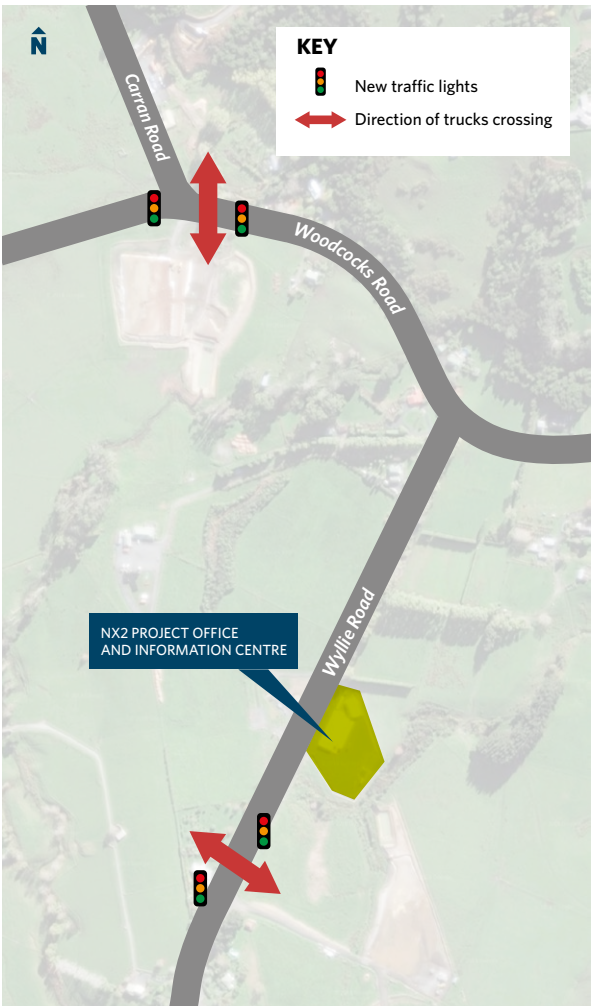 N
KEY
New traffic lights
Direction of trucks crossing
Carran Road
Woodcocks Road
Wyllie Road
NX2 PROJECT OFFICE
AND INFORMATION CENTRE